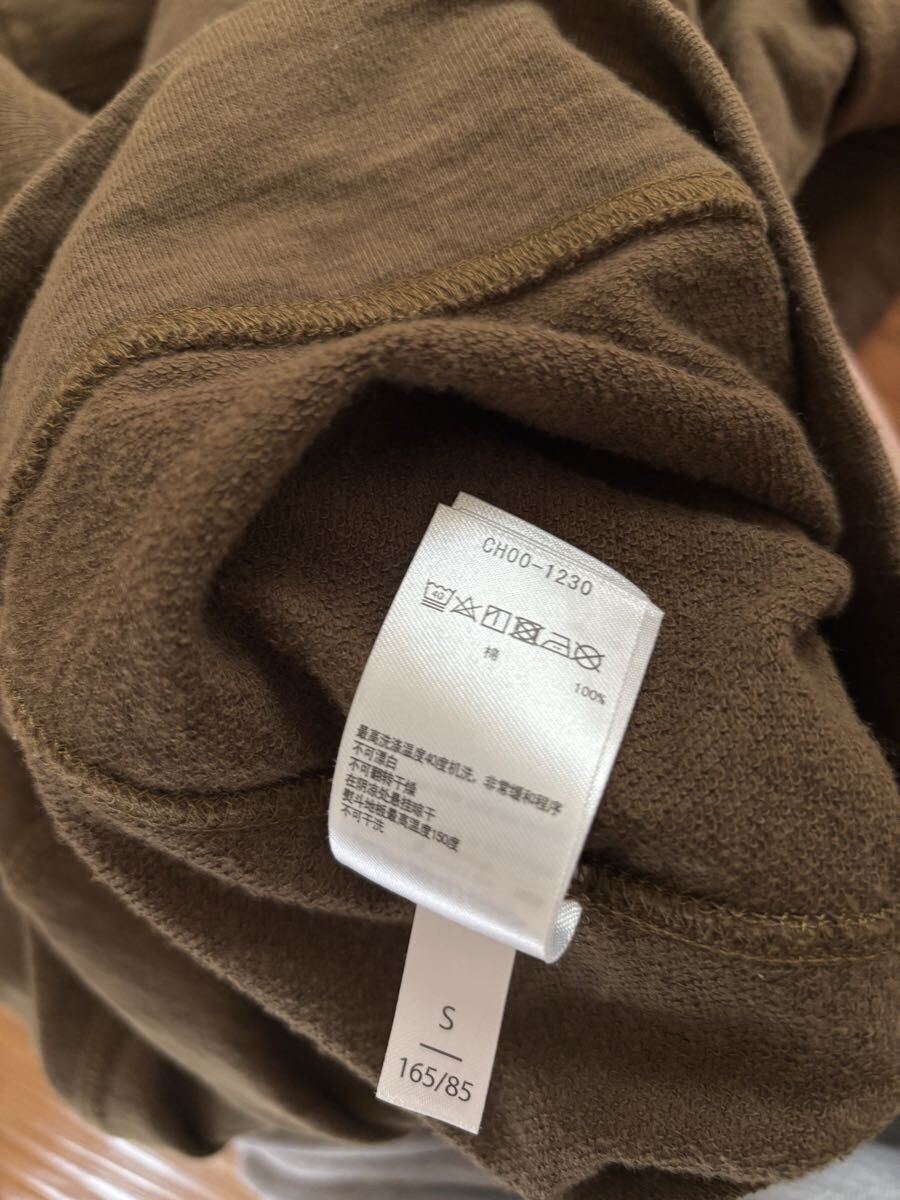 CH00-1230
40
棉
100%
最高洗涤温度40度机洗,非常缓和程序
不可漂白
不可翻转干燥
在阴凉处悬挂晾干
熨斗地板最高温度150度
不可干洗
S
165/85